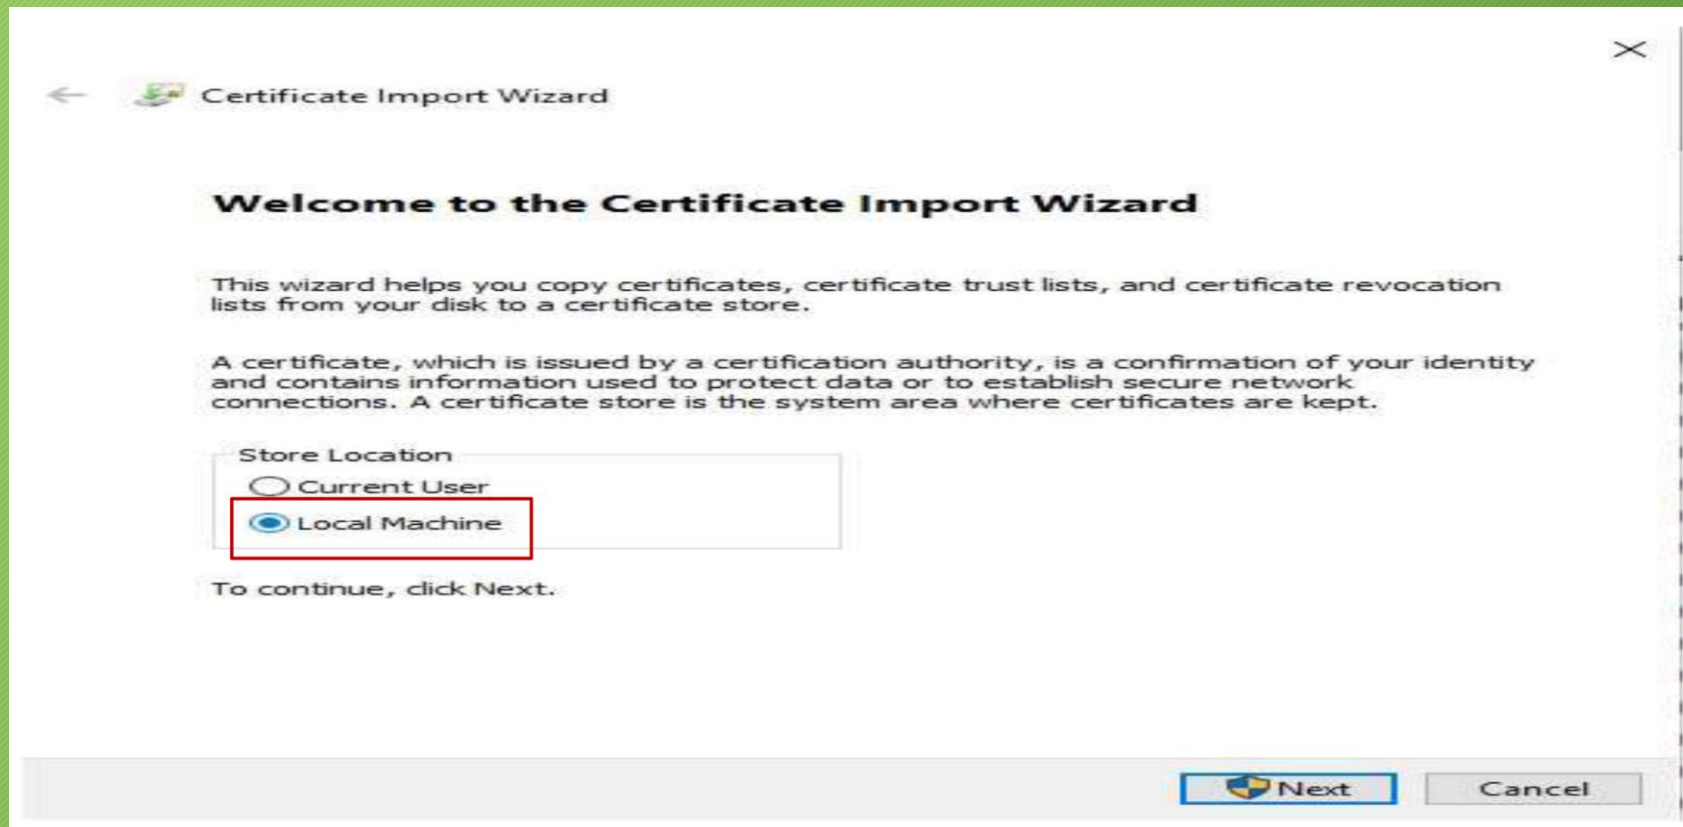 Certificate Import Wizard
Welcome to the Certificate Import Wizard
This wizard helps you copy certificates, certificate trust lists, and certificate revocation
lists from your disk to a certificate store.
A certificate, which is issued by a certification authority, is a confirmation of your identity
and contains information used to protect data or to establish secure network
connections. A certificate store is the system area where certificates are kept.
Store Location
Current User
Local Machine
To continue, click Next.
Next Cancel